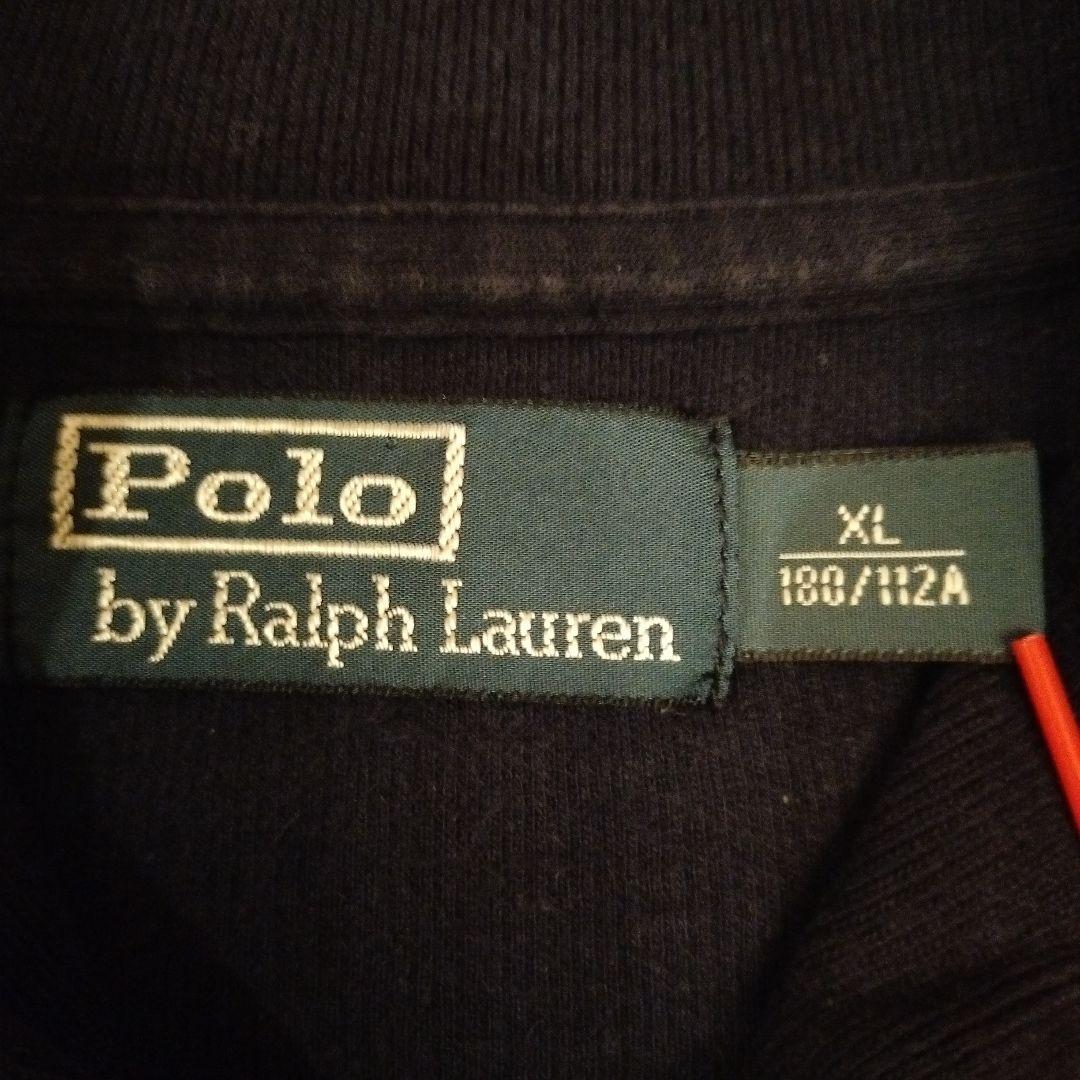 Polo
by Ralph Lauren
XL
180/112A